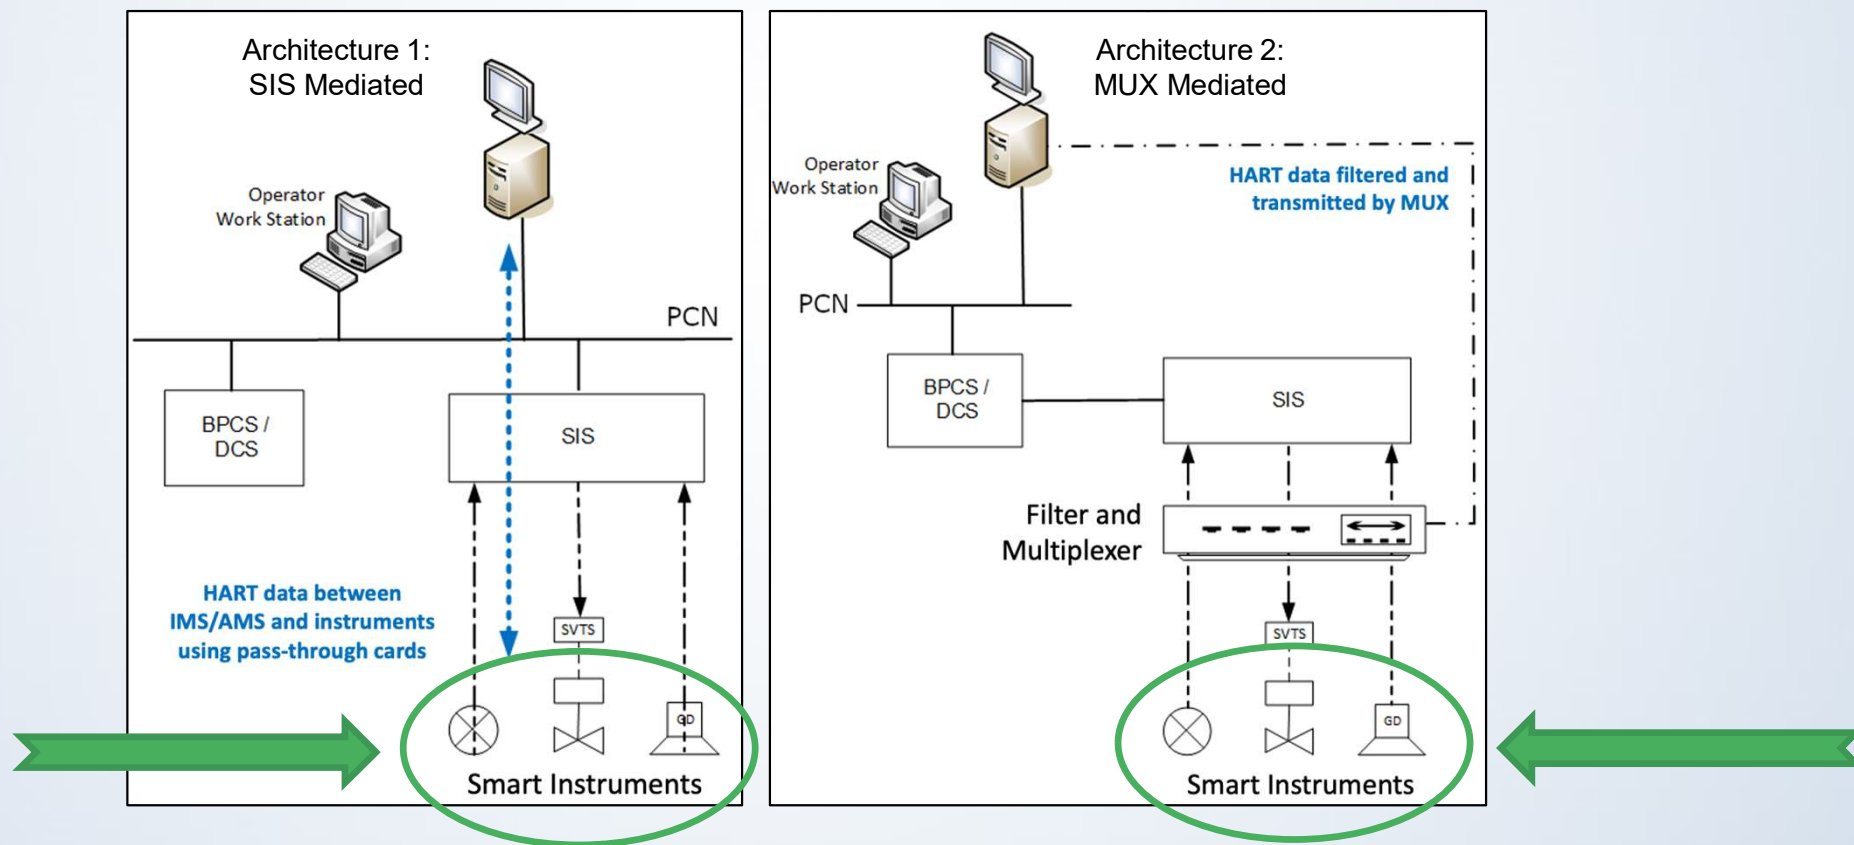 Architecture 1:
SIS Mediated
Operator
Work Station
PCN
BPCS /
DCS
SIS
HART data between
IMS/AMS and instruments
using pass-through cards
SVTS
GD
Smart Instruments
Architecture 2:
MUX Mediated
Operator
Work Station
HART data filtered and
transmitted by MUX
PCN
BPCS /
DCS
SIS
Filter and
Multiplexer
SVTS
GD
Smart Instruments